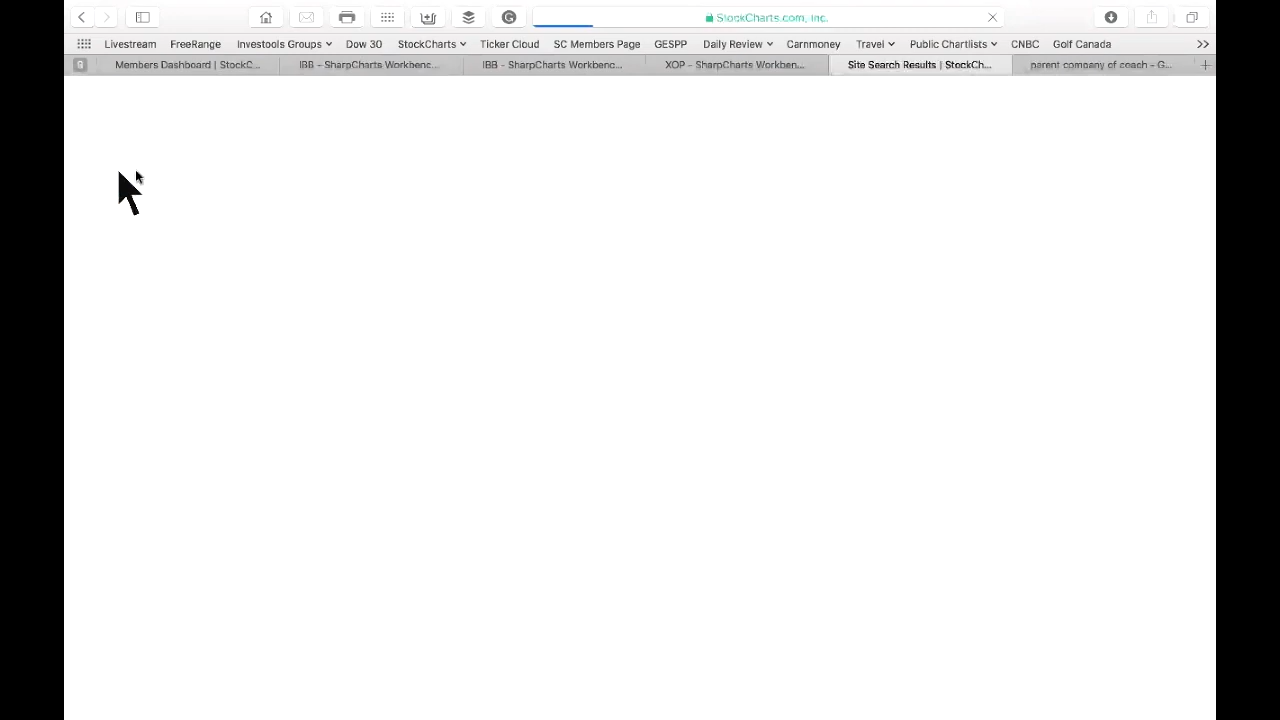 StockCharts.com, Inc.
Livestream FreeRange Investools Groups Dow 30 StockCharts Ticker Cloud SC Members Page GESPP Daily Review Carnmoney Travel Public Chartlists CNBC Golf Canada
G Members Dashboard | StockC... IBB - SharpCharts Workbenc... IBB - SharpCharts Workbenc... XOP - SharpCharts Workben... Site Search Results | StockCh... parent company of coach - G...